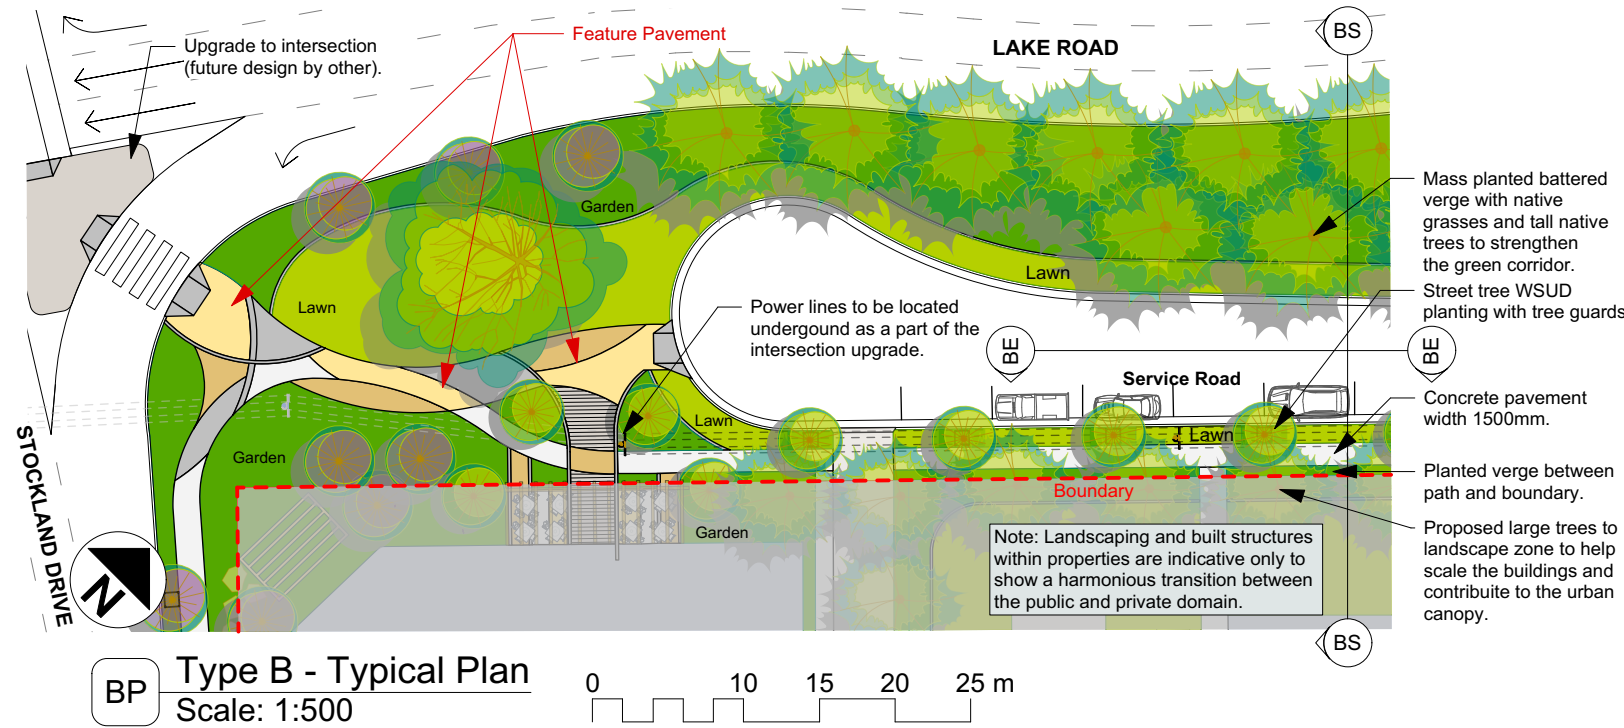 Upgrade to intersection
(future design by other).
Feature Pavement
LAKE ROAD
BS
Mass planted battered
verge with native
grasses and tall native
trees to strengthen
the green corridor.
Garden
Lawn
Lawn
Street tree WSUD
planting with tree guards
Power lines to be located
undergound as a part of the
intersection upgrade.
BE
BE
Service Road
Concrete pavement
width 1500mm.
Lawn
Lawn
STOCKLAND DRIVE
Garden
Planted verge between
path and boundary.
Boundary
Garden
Note: Landscaping and built structures
within properties are indicative only to
show a harmonious transition between
the public and private domain.
Proposed large trees to
landscape zone to help
scale the buildings and
contribuite to the urban
canopy.
N
BS
BP
Type B - Typical Plan
Scale: 1:500
0 10 15 20 25 m